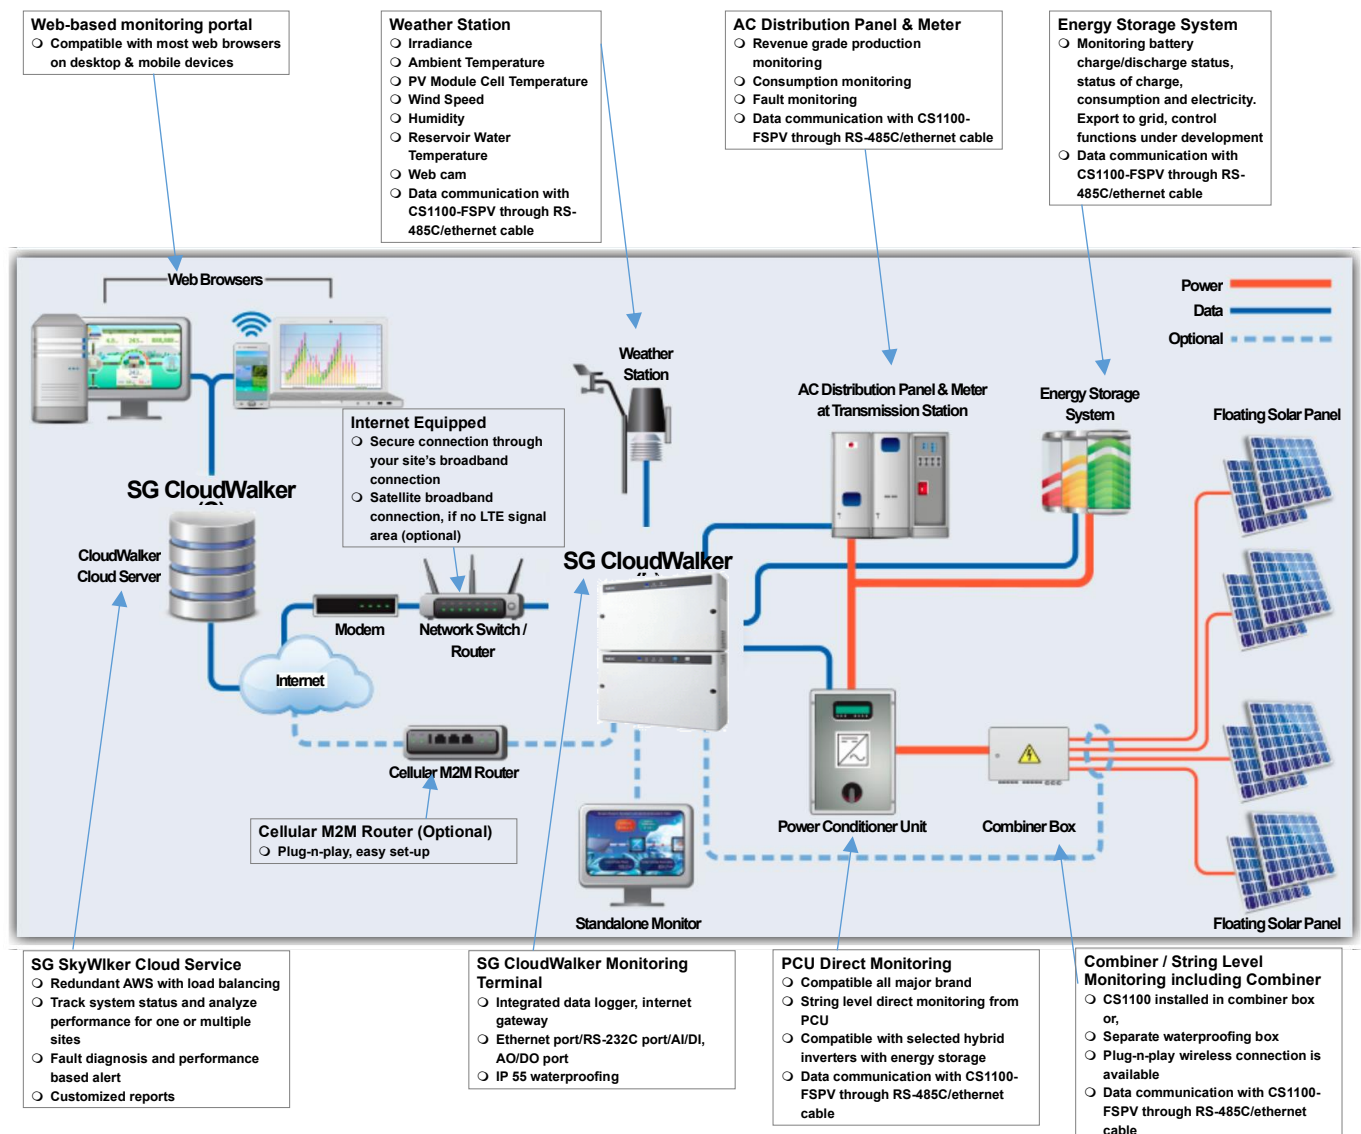 Web-based monitoring portal
❍ Compatible with most web browsers
on desktop & mobile devices
Weather Station
❍ Irradiance
❍ Ambient Temperature
❍ PV Module Cell Temperature
❍ Wind Speed
❍ Humidity
❍ Reservoir Water
Temperature
❍ Web cam
❍ Data communication with
CS1100-FSPV through RS-
485C/ethernet cable
AC Distribution Panel & Meter
❍ Revenue grade production
monitoring
❍ Consumption monitoring
❍ Fault monitoring
❍ Data communication with CS1100-
FSPV through RS-485C/ethernet cable
Energy Storage System
❍ Monitoring battery
charge/discharge status,
status of charge,
consumption and electricity.
Export to grid, control
functions under development
❍ Data communication with
CS1100-FSPV through RS-
485C/ethernet cable
Web Browsers
Power
Data
Optional
Weather
Station
AC Distribution Panel & Meter
at Transmission Station
Energy Storage
System
Floating Solar Panel
Internet Equipped
❍ Secure connection through
your site's broadband
connection
❍ Satellite broadband
connection, if no LTE signal
area (optional)
SG CloudWalker
CloudWalker
Cloud Server
SG CloudWalker
Modem
Network Switch /
Router
Internet
Cellular M2M Router
Cellular M2M Router (Optional)
❍ Plug-n-play, easy set-up
Power Conditioner Unit
Combiner Box
Standalone Monitor
Floating Solar Panel
SG SkyWlker Cloud Service
❍ Redundant AWS with load balancing
❍ Track system status and analyze
performance for one or multiple
sites
❍ Fault diagnosis and performance
based alert
❍ Customized reports
SG CloudWalker Monitoring
Terminal
❍ Integrated data logger, internet
gateway
❍ Ethernet port/RS-232C port/AI/DI,
AO/DO port
❍ IP 55 waterproofing
PCU Direct Monitoring
❍ Compatible all major brand
❍ String level direct monitoring from
PCU
❍ Compatible with selected hybrid
inverters with energy storage
❍ Data communication with CS1100-
FSPV through RS-485C/ethernet
cable
Combiner / String Level
Monitoring including Combiner
❍ CS1100 installed in combiner box
or,
❍ Separate waterproofing box
❍ Plug-n-play wireless connection is
available
❍ Data communication with CS1100-
FSPV through RS-485C/ethernet
cable